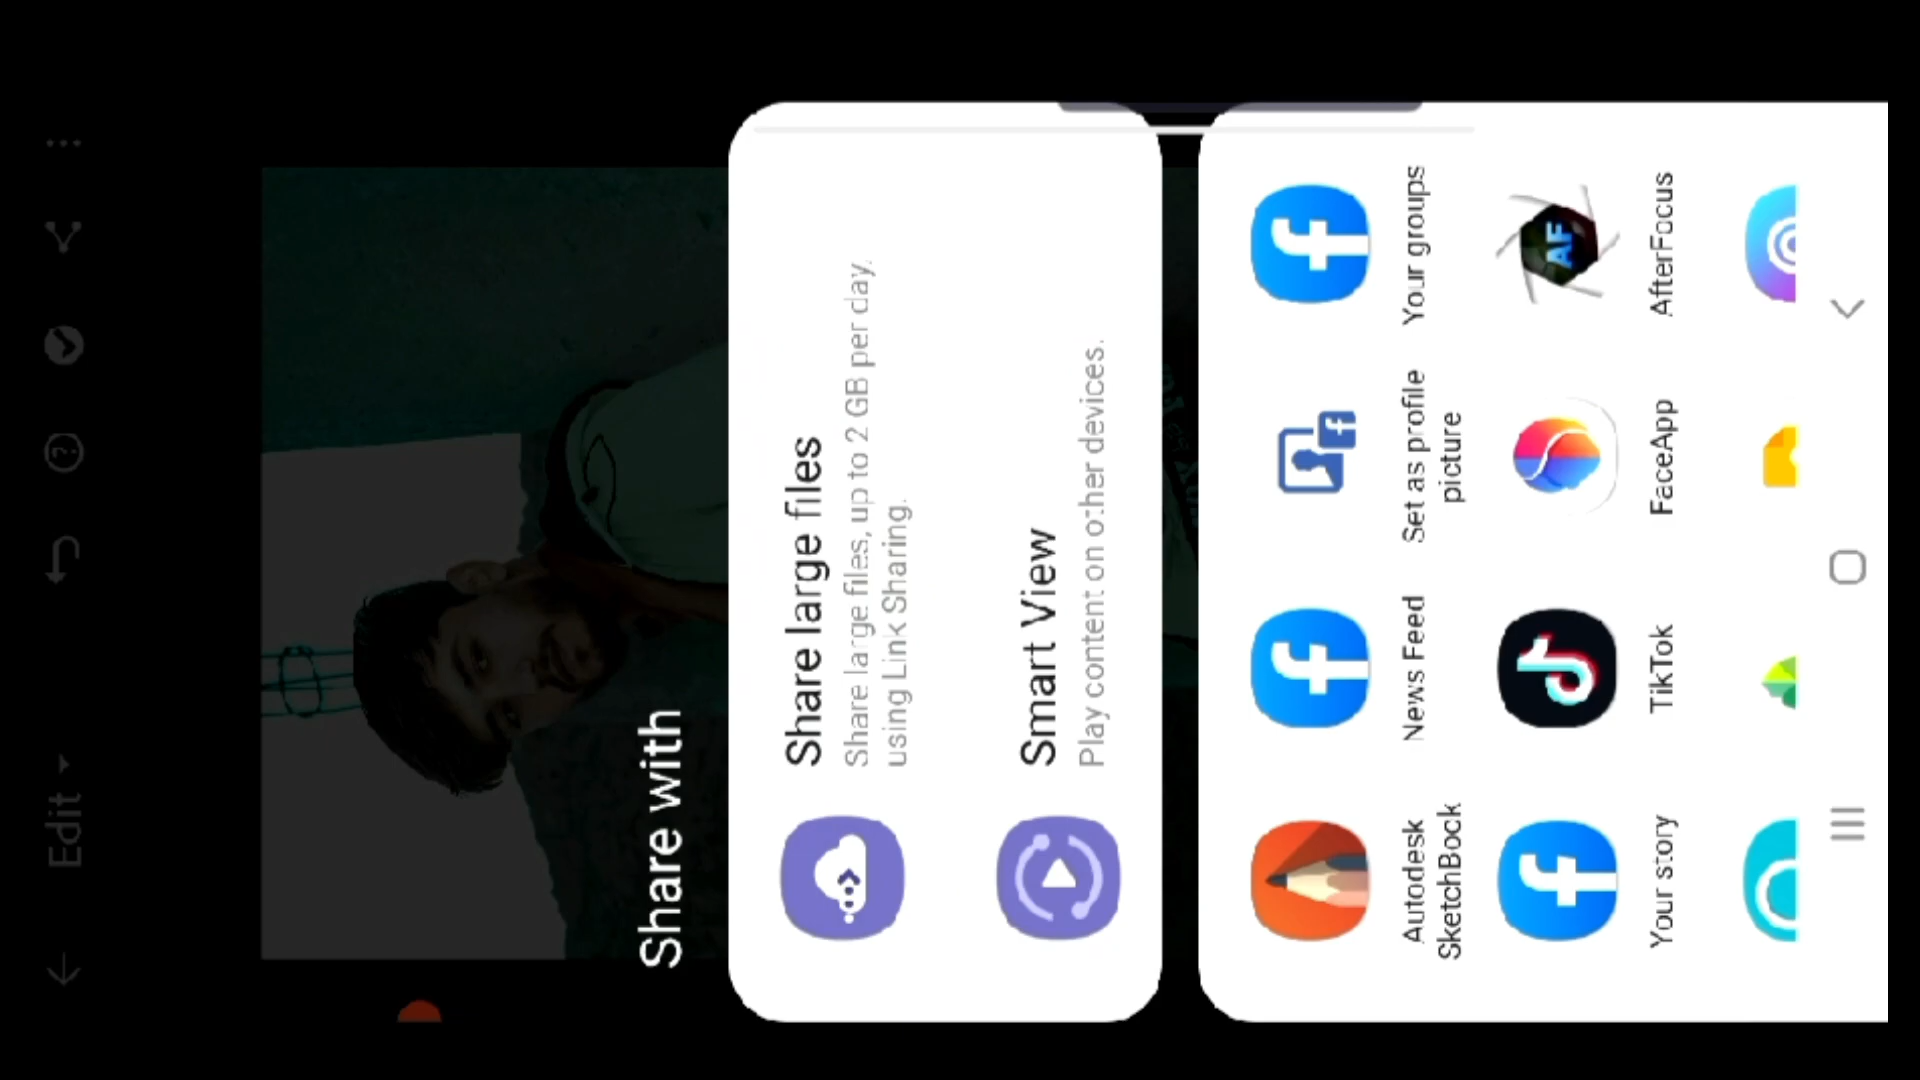 Edit
Share with
Share large files
Share large files, up to 2 GB per day,
using Link Sharing.
Smart View
Play content on other devices.
Autodesk
SketchBook
News Feed
Set as profile
picture
Your groups
Your story
TikTok
FaceApp
AF
AfterFocus